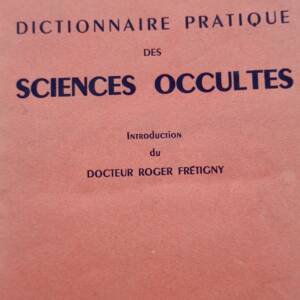 DICTIONNAIRE PRATIQUE
DES
SCIENCES OCCULTES
INTRODUCTION
du
DOCTEUR ROGER FRÉTIGNY